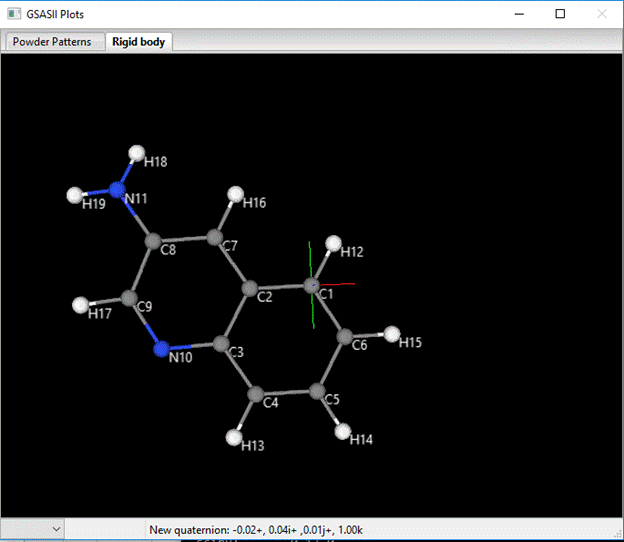 GSASII Plots
Powder Patterns Rigid body
H18
N11
H19
H16
C8
C7
H12
C2
C1
C9
H17
N10
C3
C6
H15
C4
C5
H13
H14
New quaternion: -0.02+, 0.04i+ ,0.01j+, 1.00k